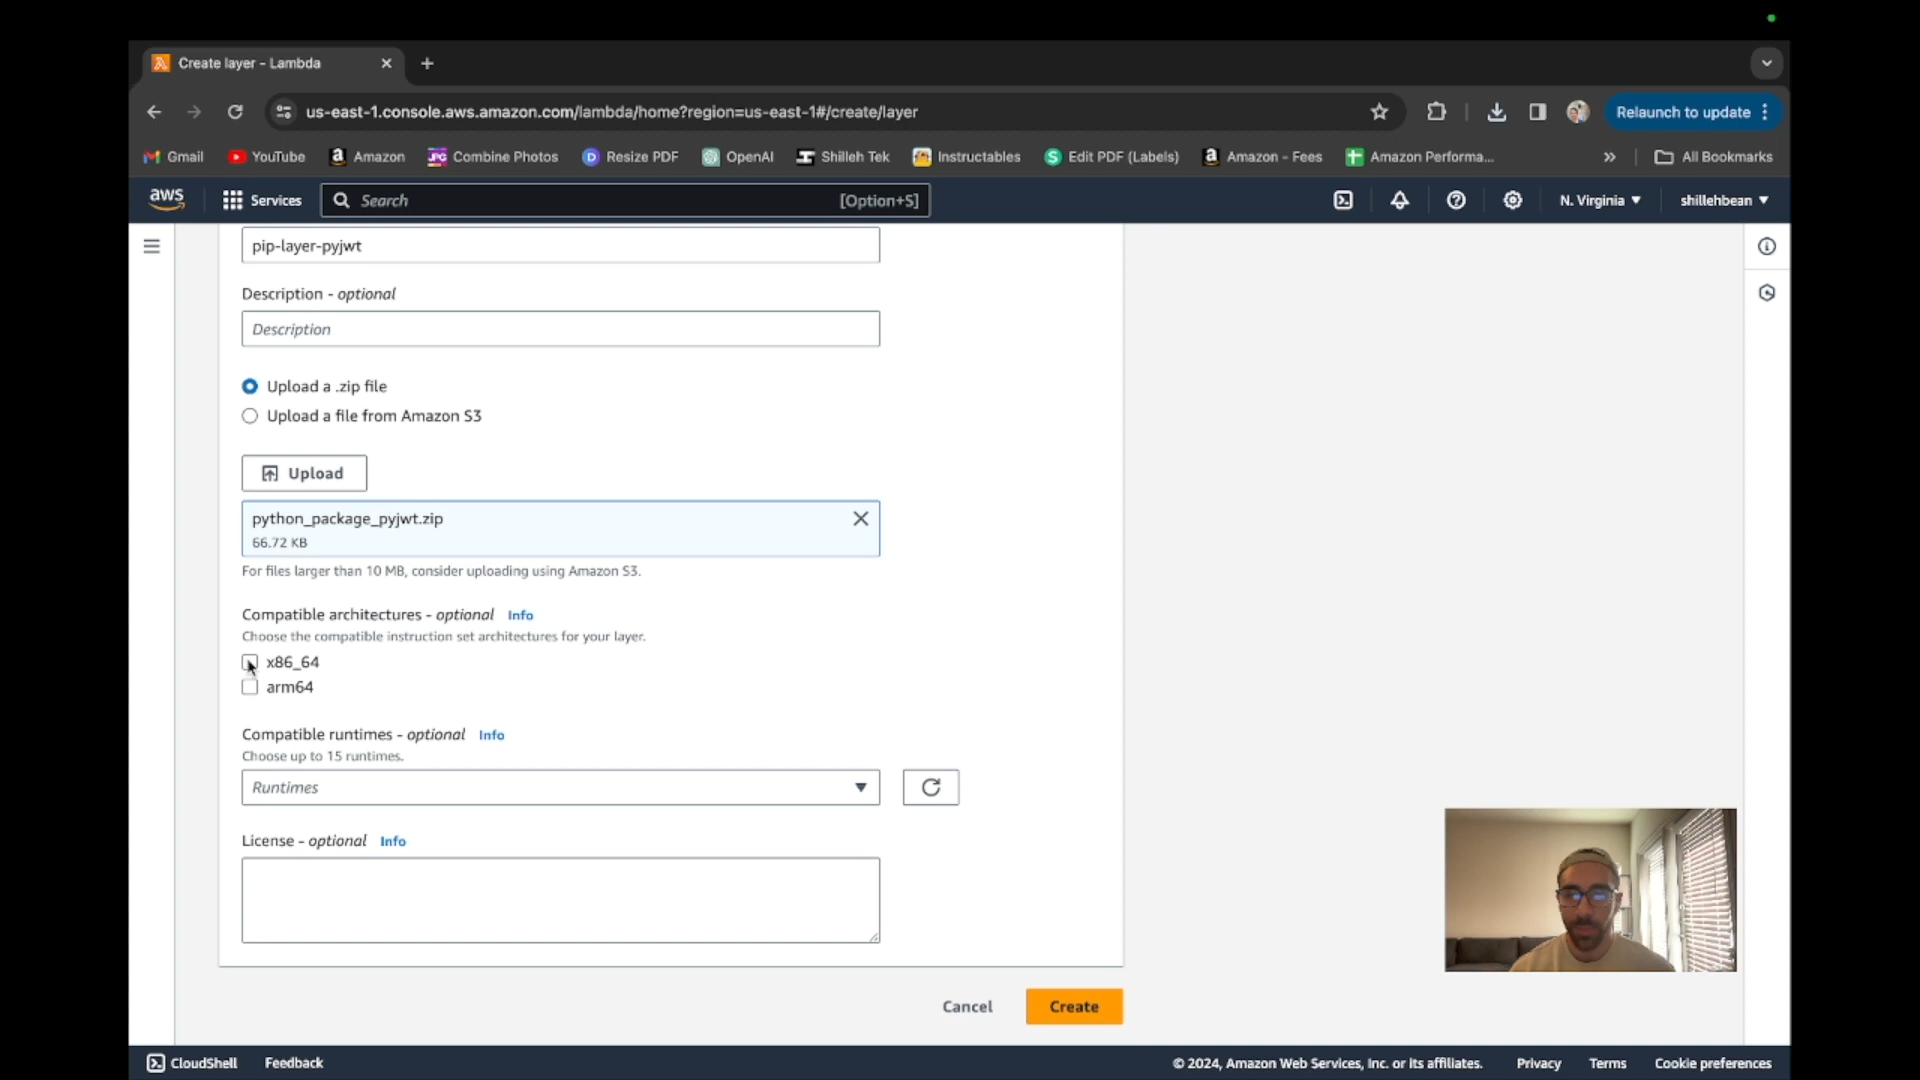 Create layer - Lambda
us-east-1.console.aws.amazon.com/lambda/home?region=us-east-1#/create/layer
Relaunch to update
Gmail
YouTube
Amazon
Combine Photos
Resize PDF
OpenAI
Shilleh Tek
Instructables
Edit PDF (Labels)
Amazon - Fees
Amazon Performa...
All Bookmarks
aws
Services
Search
[Option+S]
N. Virginia
shillehbean
pip-layer-pyjwt
Description - optional
Description
Upload a .zip file
Upload a file from Amazon S3
Upload
python_package_pyjwt.zip
66.72 KB
For files larger than 10 MB, consider uploading using Amazon S3.
Compatible architectures - optional Info
Choose the compatible instruction set architectures for your layer.
x86_64
arm64
Compatible runtimes - optional Info
Choose up to 15 runtimes.
Runtimes
License - optional Info
Cancel
Create
CloudShell
Feedback
© 2024, Amazon Web Services, Inc. or its affiliates.
Privacy
Terms
Cookie preferences